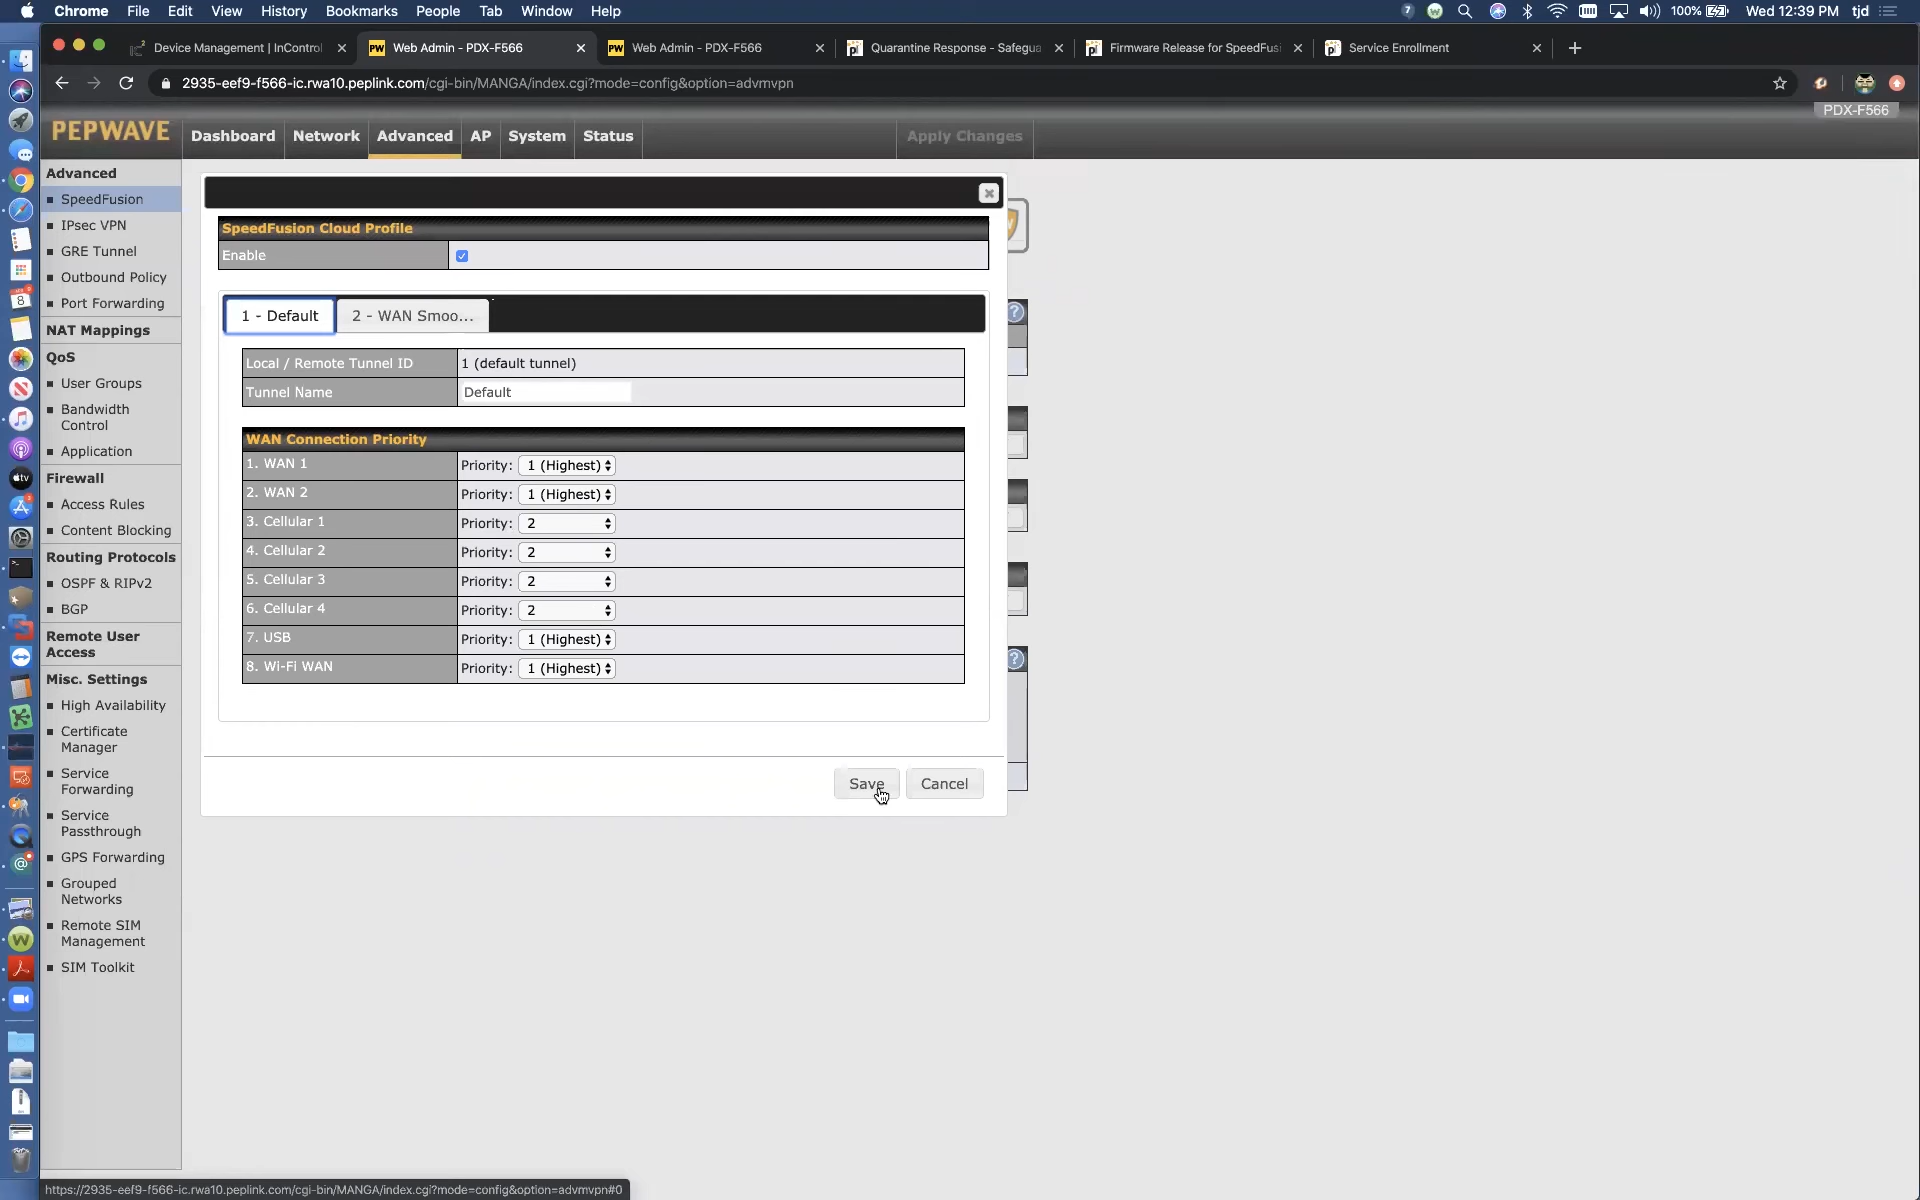 Chrome File Edit View History Bookmarks People Tab Window Help
7 100% Wed 12:39 PM tjd
Device Management | InControl
Web Admin - PDX-F566
Web Admin - PDX-F566
Quarantine Response - Safegua
Firmware Release for SpeedFusi
Service Enrollment
2935-eef9-f566-ic.rwa10.peplink.com/cgi-bin/MANGA/index.cgi?mode=config&option=advmvpn
PDX-F566
PEPWAVE
Dashboard Network Advanced AP System Status Apply Changes
Advanced
SpeedFusion
IPsec VPN
GRE Tunnel
Outbound Policy
Port Forwarding
NAT Mappings
QoS
User Groups
Bandwidth
Control
Application
Firewall
Access Rules
Content Blocking
Routing Protocols
OSPF & RIPv2
BGP
Remote User
Access
Misc. Settings
High Availability
Certificate
Manager
Service
Forwarding
Service
Passthrough
GPS Forwarding
Grouped
Networks
Remote SIM
Management
SIM Toolkit
SpeedFusion Cloud Profile
Enable
1 - Default
2 - WAN Smoo...
Local / Remote Tunnel ID 1 (default tunnel)
Tunnel Name Default
WAN Connection Priority
1. WAN 1 Priority: 1 (Highest)
2. WAN 2 Priority: 1 (Highest)
3. Cellular 1 Priority: 2
4. Cellular 2 Priority: 2
5. Cellular 3 Priority: 2
6. Cellular 4 Priority: 2
7. USB Priority: 1 (Highest)
8. Wi-Fi WAN Priority: 1 (Highest)
Save Cancel
https://2935-eef9-f566-ic.rwa10.peplink.com/cgi-bin/MANGA/index.cgi?mode=config&option=advmvpn#0